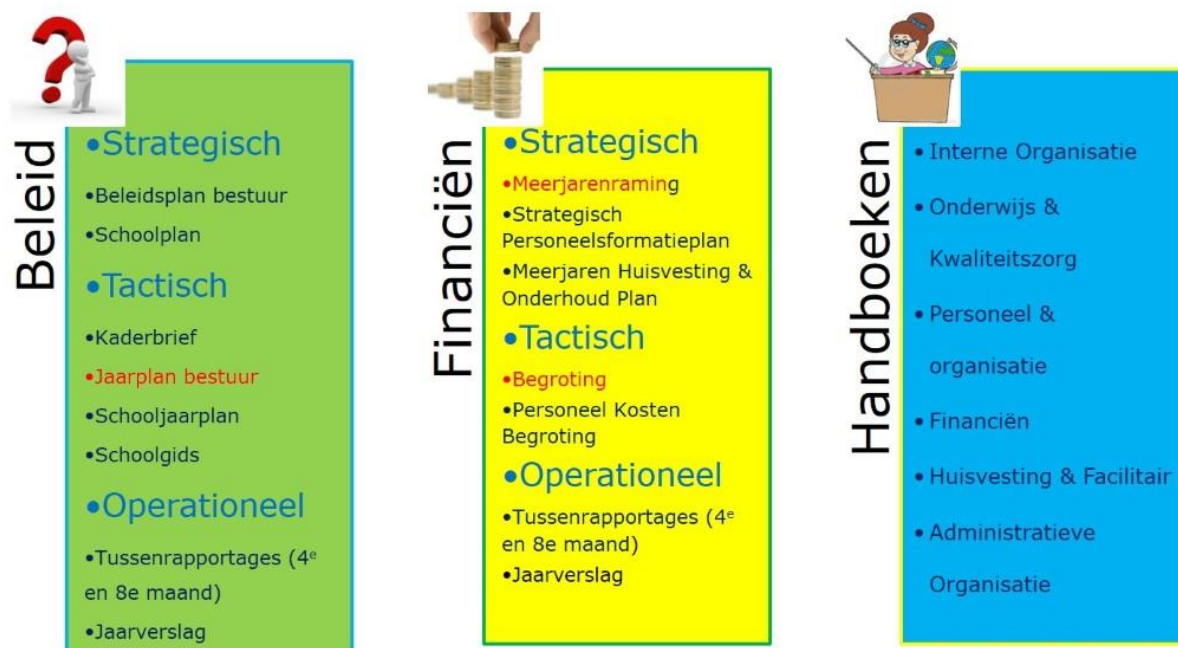 Beleid
•Strategisch
•Beleidsplan bestuur
•Schoolplan
•Tactisch
•Kaderbrief
•Jaarplan bestuur
•Schooljaarplan
•Schoolgids
•Operationeel
•Tussenrapportages (4e
en 8e maand)
•Jaarverslag
Financiën
•Strategisch
•Meerjarenraming
•Strategisch
Personeelsformatieplan
•Meerjaren Huisvesting &
Onderhoud Plan
•Tactisch
•Begroting
•Personeel Kosten
Begroting
•Operationeel
•Tussenrapportages (4e
en 8e maand)
•Jaarverslag
Handboeken
• Interne Organisatie
• Onderwijs &
Kwaliteitszorg
• Personeel &
organisatie
• Financiën
• Huisvesting & Facilitair
• Administratieve
Organisatie